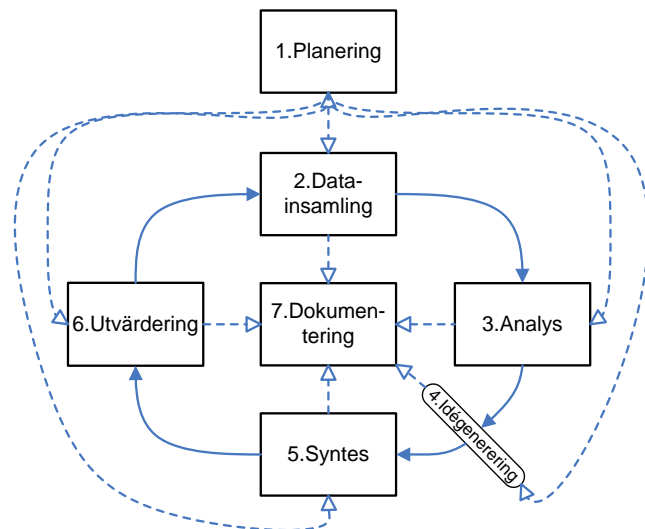 1.Planering
2.Data-
insamling
6.Utvärdering
7.Dokumen-
tering
3.Analys
4.Idégenerering
5.Syntes